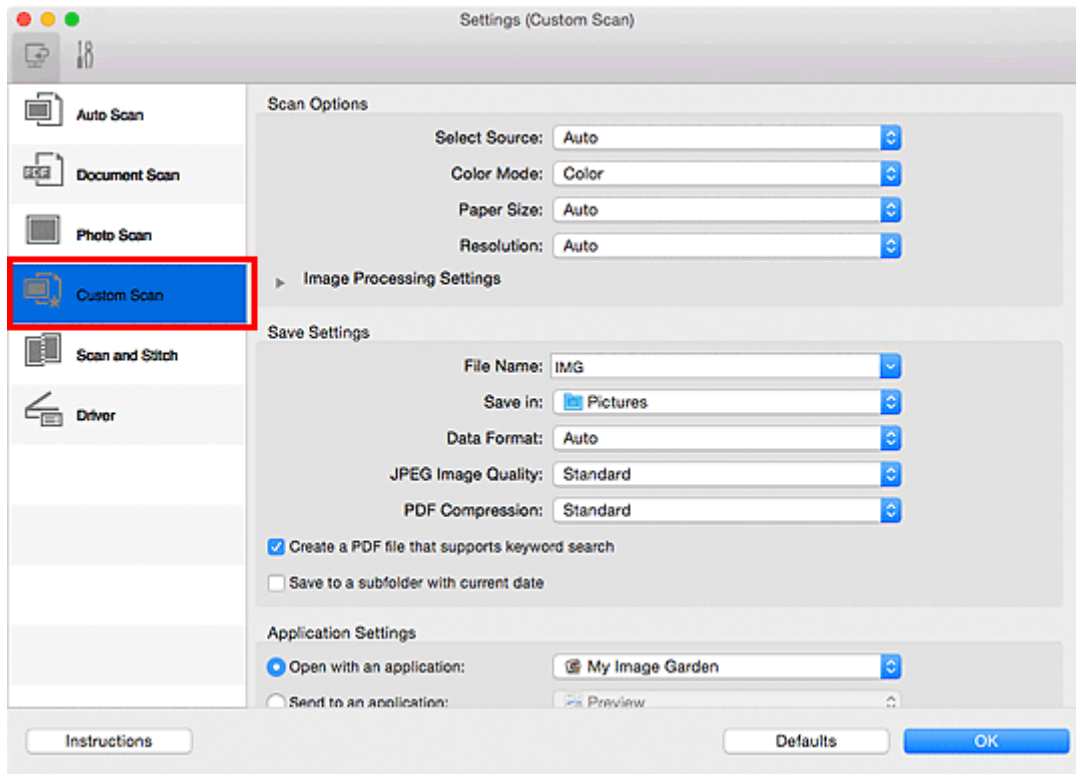 Settings (Custom Scan)
Auto Scan
Document Scan
Photo Scan
Custom Scan
Scan and Stitch
Driver
Scan Options
Select Source: Auto
Color Mode: Color
Paper Size: Auto
Resolution: Auto
Image Processing Settings
Save Settings
File Name: IMG
Save in: Pictures
Data Format: Auto
JPEG Image Quality: Standard
PDF Compression: Standard
Create a PDF file that supports keyword search
Save to a subfolder with current date
Application Settings
Open with an application: My Image Garden
Send to an application: Preview
Instructions Defaults OK
PDF